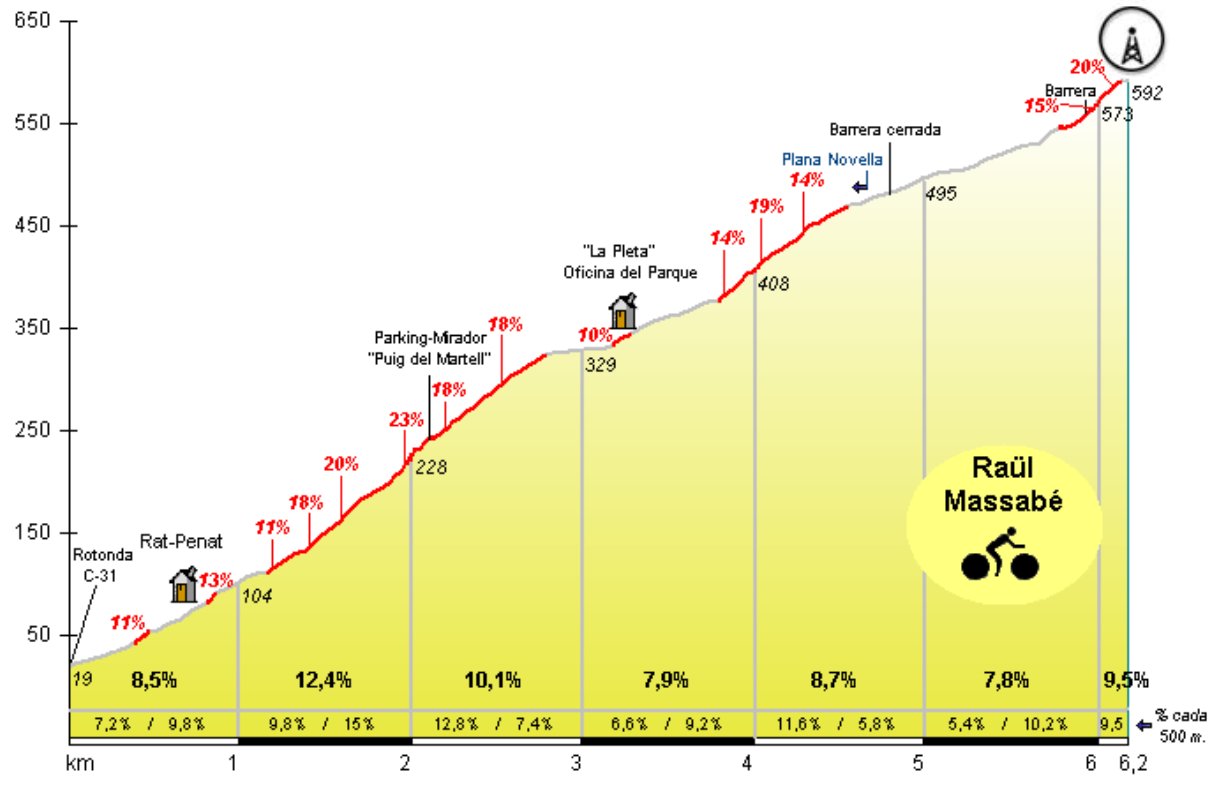 650
550
450
350
250
150
50
20%
Barrera
592
15%
573
Barrera cerrada
Plana Novella
14%
495
19%
14%
"La Pleta"
Oficina del Parque
408
18%
10%
Parking-Mirador
"Puig del Martell"
329
18%
23%
228
20%
18%
11%
Raül
Massabé
Rat-Penat
Rotonda
C-31
13%
104
11%
19
8,5% 12,4% 10,1% 7,9% 8,7% 7,8% 9,5%
7,2% / 9,8% 9,8% / 15% 12,8% / 7,4% 6,6% / 9,2% 11,6% / 5,8% 5,4% / 10,2% 9,5
% cada
500 m.
km 1 2 3 4 5 6 6,2